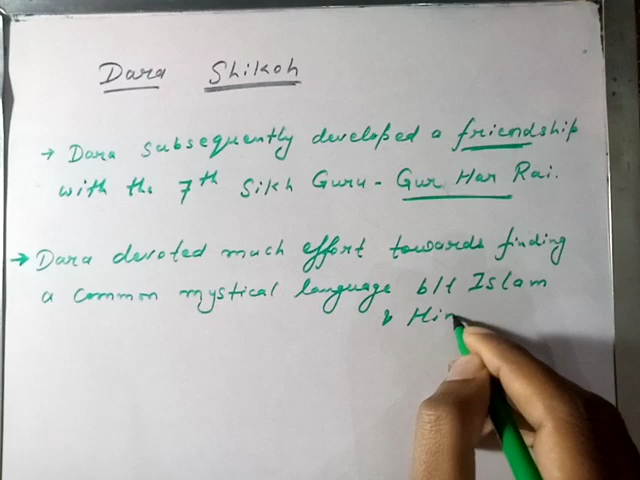 Dara Shikoh
→ Dara subsequently developed a friendship
with the 7th Sikh Guru - Gur Har Rai.
→ Dara devoted much effort towards finding
a common mystical language b/t Islam
& Hin